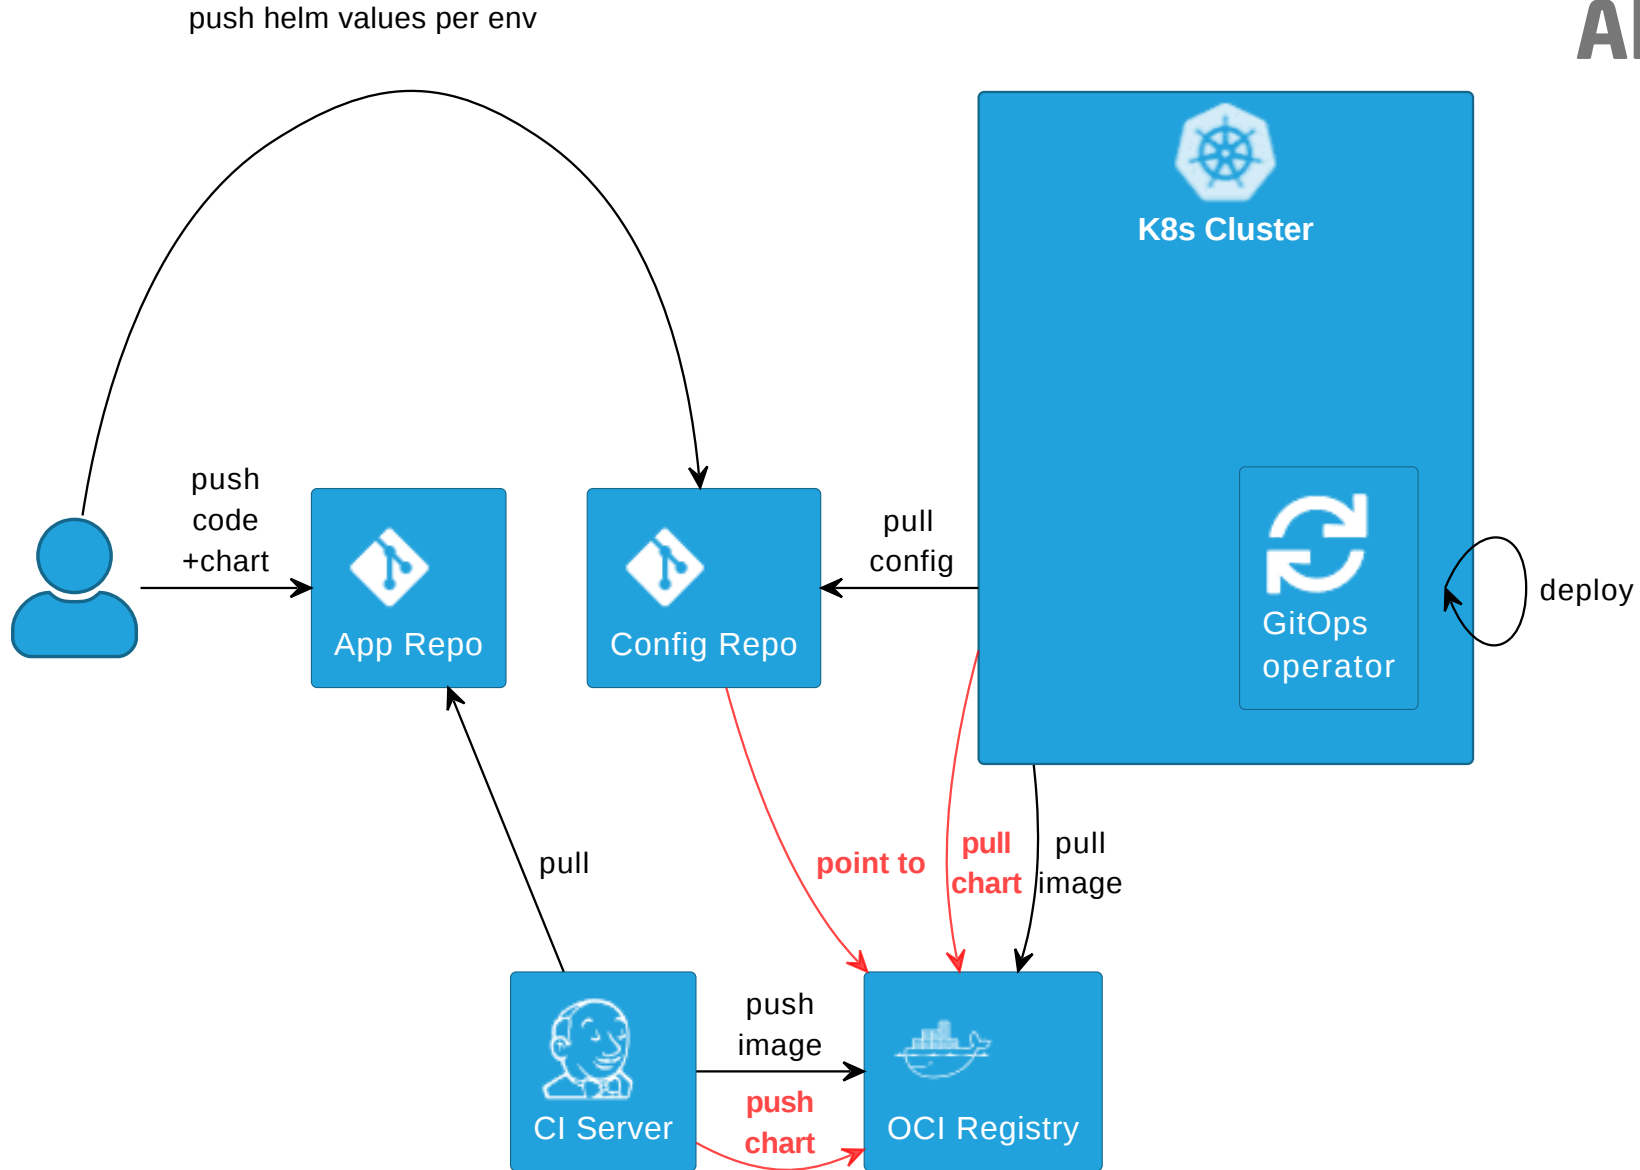 push helm values per env
K8s Cluster
push
code
+chart
App Repo
Config Repo
pull
config
GitOps
operator
deploy
pull
point to
pull
chart
pull
image
CI Server
push
image
push
chart
OCI Registry